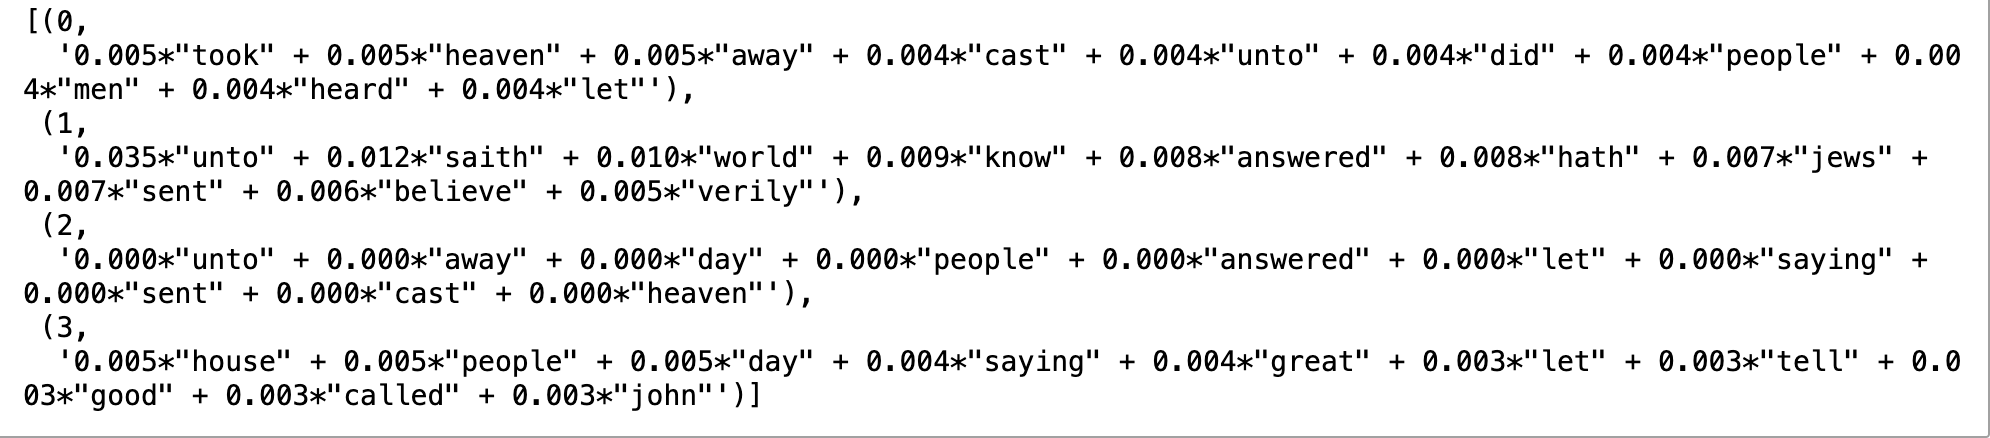 [(0,
  '0.005*"took" + 0.005*"heaven" + 0.005*"away" + 0.004*"cast" + 0.004*"unto" + 0.004*"did" + 0.004*"people" + 0.00
4*"men" + 0.004*"heard" + 0.004*"let"'),
 (1,
  '0.035*"unto" + 0.012*"saith" + 0.010*"world" + 0.009*"know" + 0.008*"answered" + 0.008*"hath" + 0.007*"jews" +
0.007*"sent" + 0.006*"believe" + 0.005*"verily"'),
 (2,
  '0.000*"unto" + 0.000*"away" + 0.000*"day" + 0.000*"people" + 0.000*"answered" + 0.000*"let" + 0.000*"saying" +
0.000*"sent" + 0.000*"cast" + 0.000*"heaven"'),
 (3,
  '0.005*"house" + 0.005*"people" + 0.005*"day" + 0.004*"saying" + 0.004*"great" + 0.003*"let" + 0.003*"tell" + 0.0
03*"good" + 0.003*"called" + 0.003*"john"')]